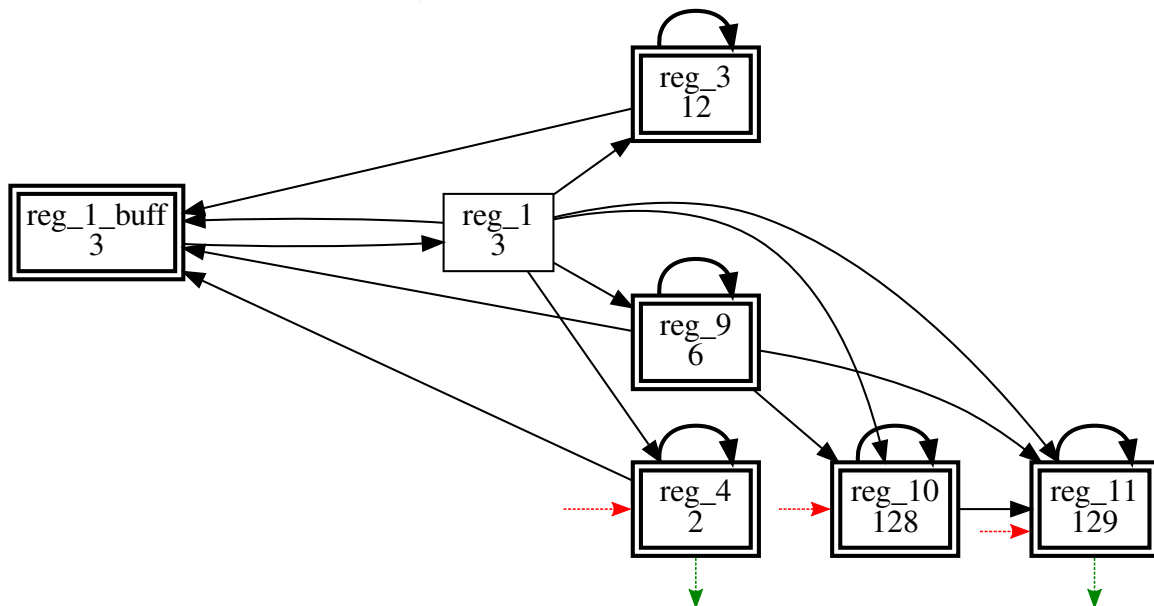 reg_3
12
reg_1_buff
3
reg_1
3
reg_9
6
reg_4
2
reg_10
128
reg_11
129